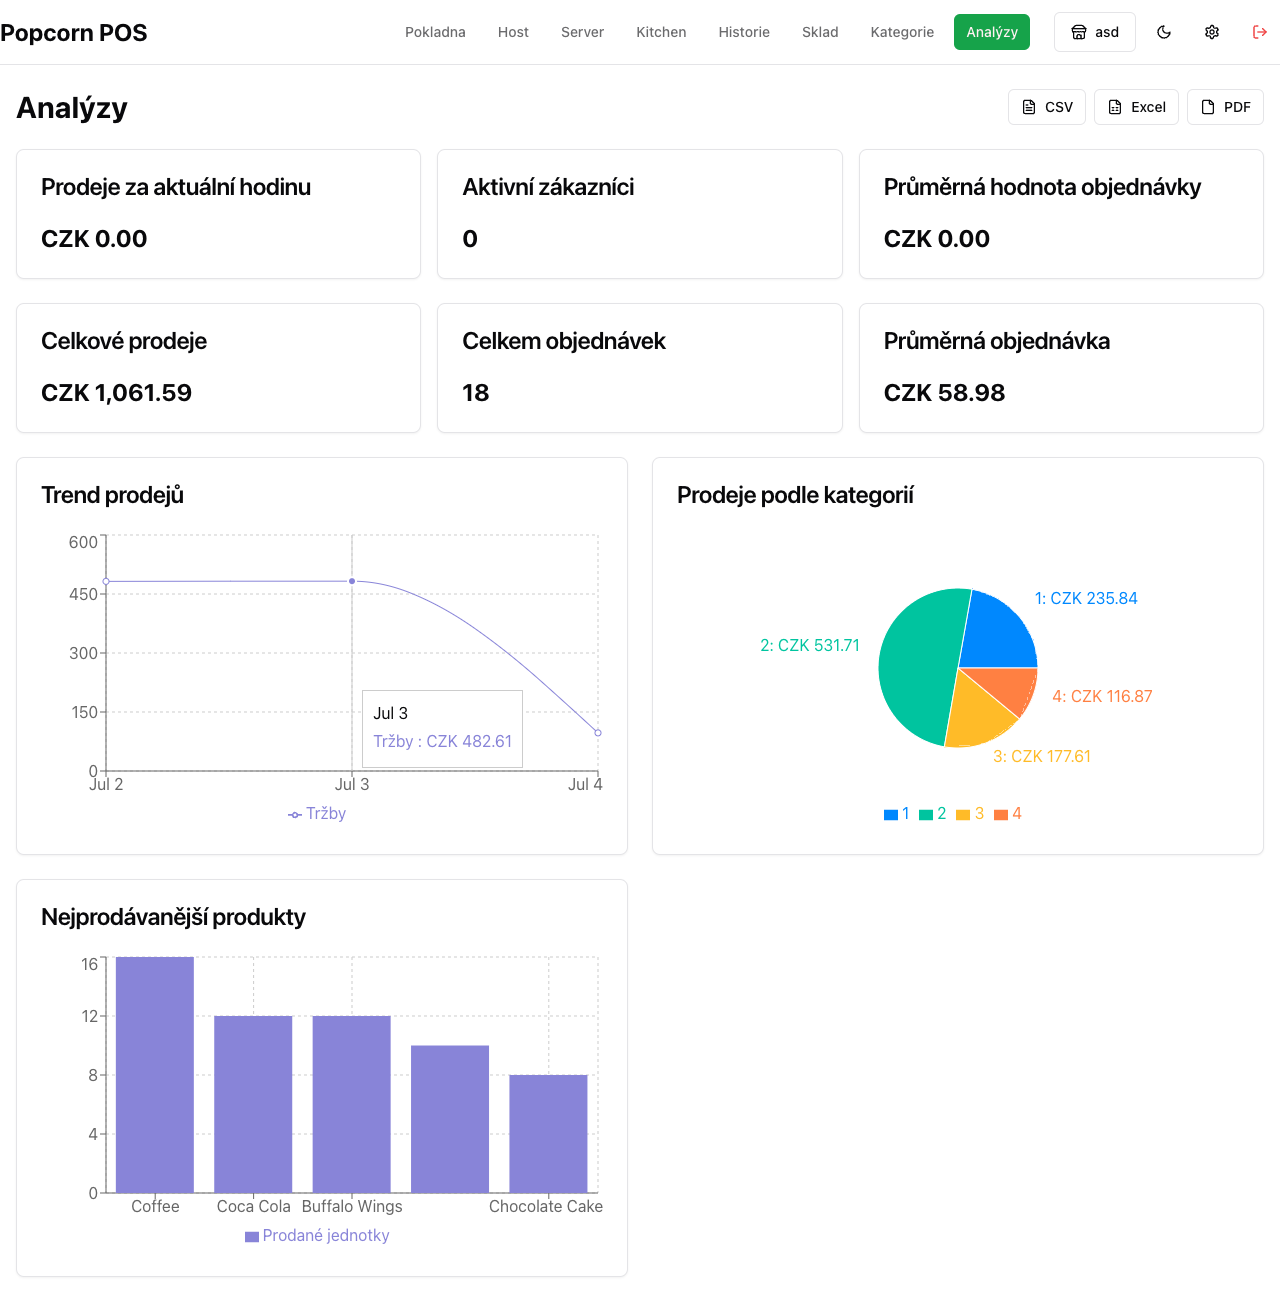 Popcorn POS
Pokladna Host Server Kitchen Historie Sklad Kategorie Analýzy asd
Analýzy
CSV Excel PDF
Prodeje za aktuální hodinu
CZK 0.00
Aktivní zákazníci
0
Průměrná hodnota objednávky
CZK 0.00
Celkové prodeje
CZK 1,061.59
Celkem objednávek
18
Průměrná objednávka
CZK 58.98
Trend prodejů
600
450
300
150
0
Jul 2 Jul 3 Jul 4
Jul 3
Tržby : CZK 482.61
Tržby
Prodeje podle kategorií
1: CZK 235.84
2: CZK 531.71
4: CZK 116.87
3: CZK 177.61
1 2 3 4
Nejprodávanější produkty
16
12
8
4
0
Coffee Coca Cola Buffalo Wings Chocolate Cake
Prodané jednotky